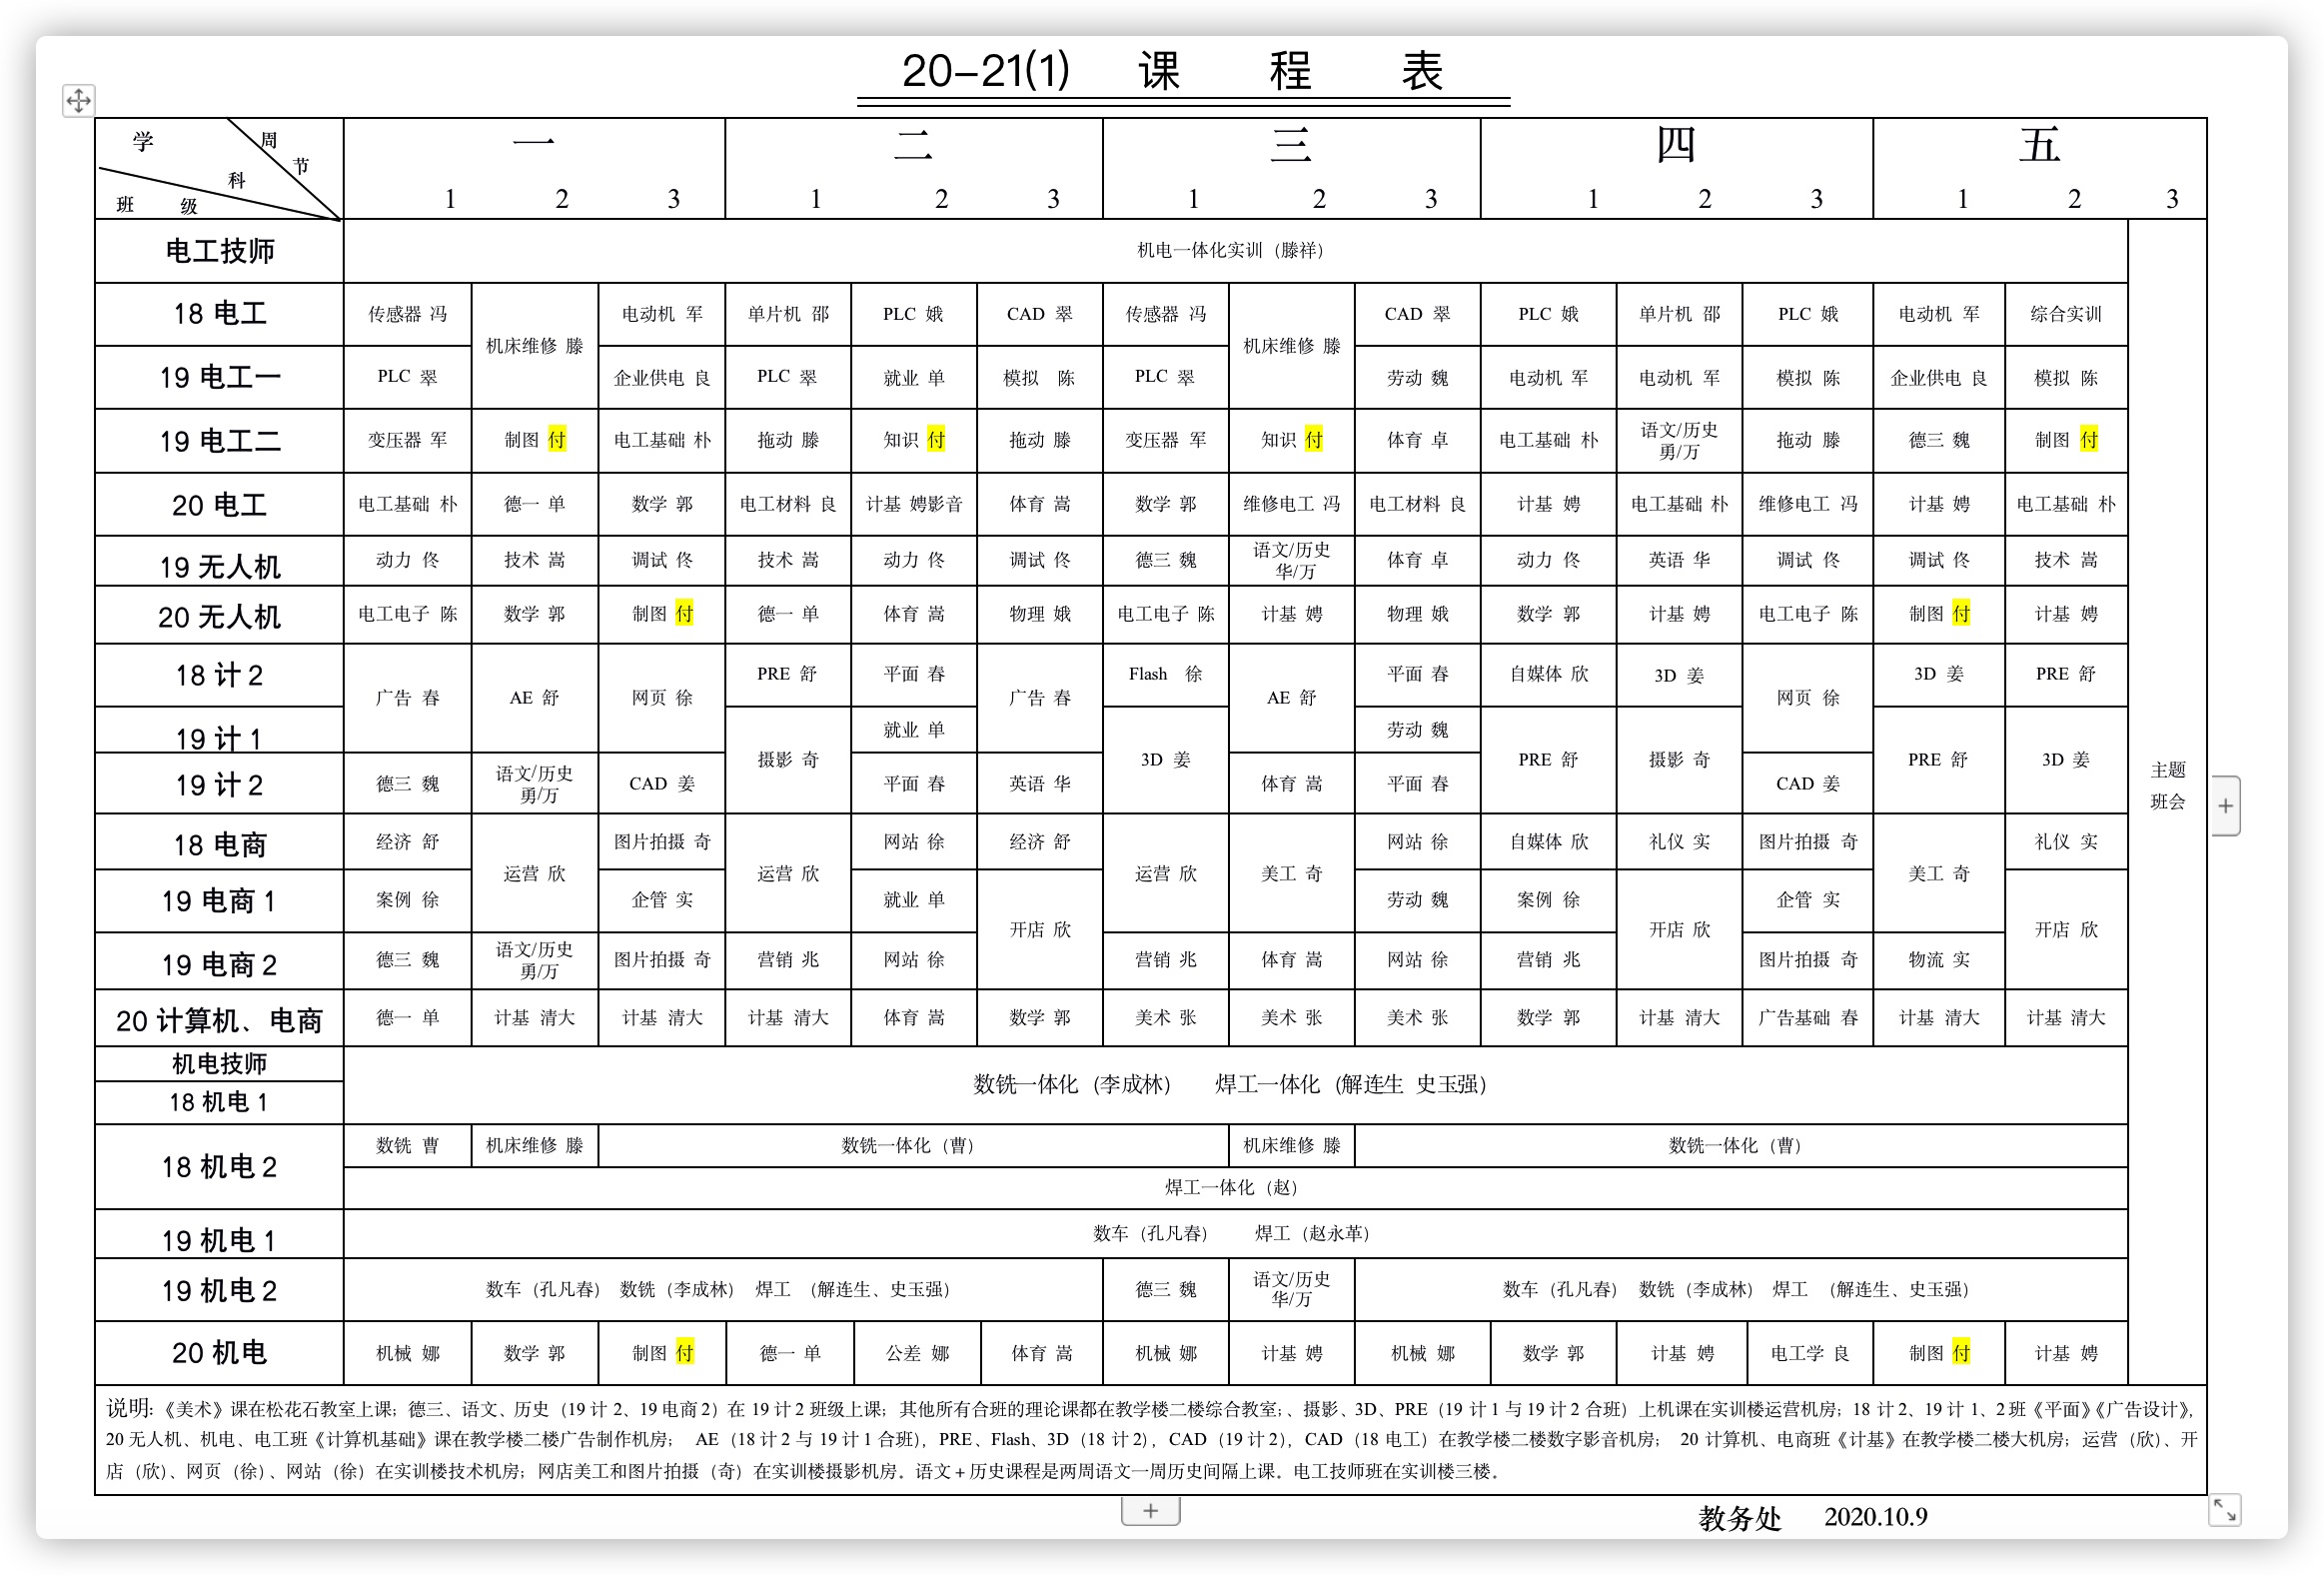 20-21(1) 课 程 表
学 周 节 科 班 级
一 二 三 四 五
1 2 3 1 2 3 1 2 3 1 2 3 1 2 3
电工技师 机电一体化实训（滕祥）
18 电工 传感器 冯 机床维修 滕 电动机 军 单片机 邵 PLC 娥 CAD 翠 传感器 冯 机床维修 滕 CAD 翠 PLC 娥 单片机 邵 PLC 娥 电动机 军 综合实训
19 电工一 PLC 翠 企业供电 良 PLC 翠 就业 单 模拟 陈 PLC 翠 劳动 魏 电动机 军 电动机 军 模拟 陈 企业供电 良 模拟 陈
19 电工二 变压器 军 制图 付 电工基础 朴 拖动 滕 知识 付 拖动 滕 变压器 军 知识 付 体育 卓 电工基础 朴 语文/历史 勇/万 拖动 滕 德三 魏 制图 付
20 电工 电工基础 朴 德一 单 数学 郭 电工材料 良 计基 娉影音 体育 嵩 数学 郭 维修电工 冯 电工材料 良 计基 娉 电工基础 朴 维修电工 冯 计基 娉 电工基础 朴
19 无人机 动力 佟 技术 嵩 调试 佟 技术 嵩 动力 佟 调试 佟 德三 魏 语文/历史 华/万 体育 卓 动力 佟 英语 华 调试 佟 调试 佟 技术 嵩
20 无人机 电工电子 陈 数学 郭 制图 付 德一 单 体育 嵩 物理 娥 电工电子 陈 计基 娉 物理 娥 数学 郭 计基 娉 电工电子 陈 制图 付 计基 娉
18 计 2 广告 春 AE 舒 网页 徐 PRE 舒 平面 春 广告 春 Flash 徐 AE 舒 平面 春 自媒体 欣 3D 姜 网页 徐 3D 姜 PRE 舒
19 计 1 摄影 奇 就业 单 3D 姜 劳动 魏 PRE 舒 摄影 奇 PRE 舒 3D 姜
19 计 2 德三 魏 语文/历史 勇/万 CAD 姜 平面 春 英语 华 体育 嵩 平面 春 CAD 姜
主题
班会
18 电商 经济 舒 运营 欣 图片拍摄 奇 运营 欣 网站 徐 经济 舒 运营 欣 美工 奇 网站 徐 自媒体 欣 礼仪 实 图片拍摄 奇 美工 奇 礼仪 实
19 电商 1 案例 徐 企管 实 就业 单 开店 欣 劳动 魏 案例 徐 开店 欣 企管 实 开店 欣
19 电商 2 德三 魏 语文/历史 勇/万 图片拍摄 奇 营销 兆 网站 徐 营销 兆 体育 嵩 网站 徐 营销 兆 图片拍摄 奇 物流 实
20 计算机、电商 德一 单 计基 清大 计基 清大 计基 清大 体育 嵩 数学 郭 美术 张 美术 张 美术 张 数学 郭 计基 清大 广告基础 春 计基 清大 计基 清大
机电技师
18 机电 1 数铣一体化（李成林） 焊工一体化（解连生 史玉强）
18 机电 2 数铣 曹 机床维修 滕 数铣一体化（曹） 机床维修 滕 数铣一体化（曹）
焊工一体化（赵）
19 机电 1 数车（孔凡春） 焊工（赵永革）
19 机电 2 数车（孔凡春） 数铣（李成林） 焊工 （解连生、史玉强） 德三 魏 语文/历史 华/万 数车（孔凡春） 数铣（李成林） 焊工 （解连生、史玉强）
20 机电 机械 娜 数学 郭 制图 付 德一 单 公差 娜 体育 嵩 机械 娜 计基 娉 机械 娜 数学 郭 计基 娉 电工学 良 制图 付 计基 娉
说明:《美术》课在松花石教室上课；德三、语文、历史（19 计 2、19 电商 2）在 19 计 2 班级上课；其他所有合班的理论课都在教学楼二楼综合教室；、摄影、3D、PRE（19 计 1 与 19 计 2 合班）上机课在实训楼运营机房；18 计 2、19 计 1、2 班《平面》《广告设计》，
20 无人机、机电、电工班《计算机基础》课在教学楼二楼广告制作机房； AE（18 计 2 与 19 计 1 合班），PRE、Flash、3D（18 计 2），CAD（19 计 2），CAD（18 电工）在教学楼二楼数字影音机房； 20 计算机、电商班《计基》在教学楼二楼大机房；运营（欣）、开
店（欣）、网页（徐）、网站（徐）在实训楼技术机房；网店美工和图片拍摄（奇）在实训楼摄影机房．语文 + 历史课程是两周语文一周历史间隔上课．电工技师班在实训楼三楼．
教务处 2020.10.9